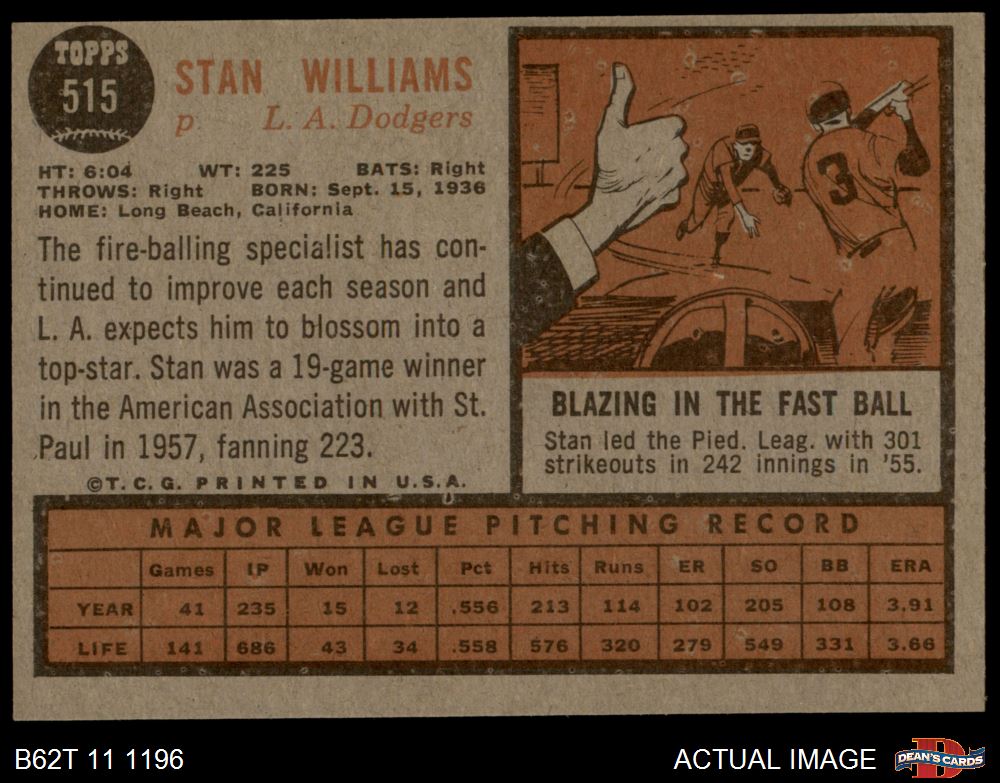 TOPPS
515
STAN WILLIAMS
p L. A. Dodgers
HT: 6:04 WT: 225 BATS: Right
THROWS: Right BORN: Sept. 15, 1936
HOME: Long Beach, California
The fire-balling specialist has con-
tinued to improve each season and
L. A. expects him to blossom into a
top-star. Stan was a 19-game winner
in the American Association with St.
Paul in 1957, fanning 223.
©T. C. G. PRINTED IN U.S.A.
3
BLAZING IN THE FAST BALL
Stan led the Pied. Leag. with 301
strikeouts in 242 innings in '55.
MAJOR LEAGUE PITCHING RECORD
Games IP Won Lost Pct Hits Runs ER SO BB ERA
YEAR 41 235 15 12 .556 213 114 102 205 108 3.91
LIFE 141 686 43 34 .558 576 320 279 549 331 3.66
B62T 11 1196
ACTUAL IMAGE
D
DEAN'S CARDS